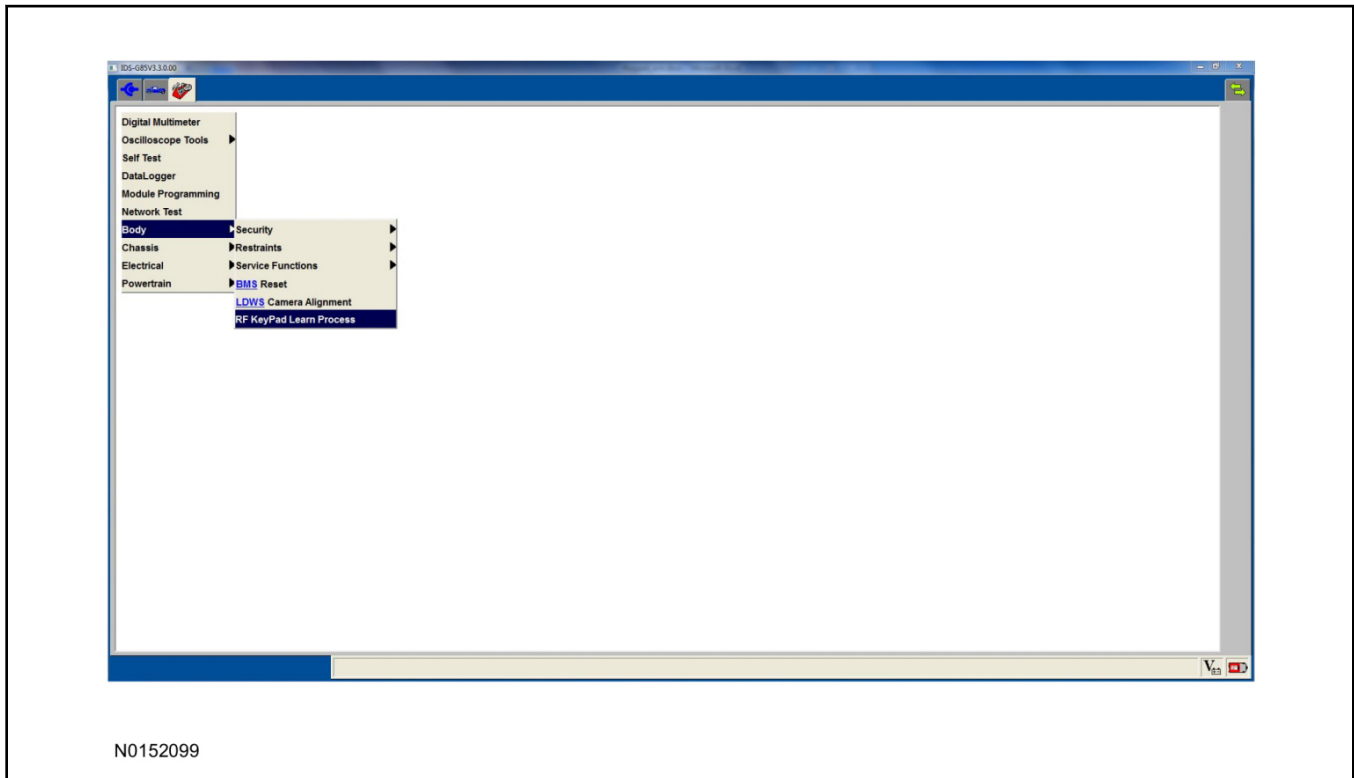 IDS-G85V3.3.0.00
Digital Multimeter
Oscilloscope Tools
Self Test
DataLogger
Module Programming
Network Test
Body
Chassis
Electrical
Powertrain
Security
Restraints
Service Functions
BMS Reset
LDWS Camera Alignment
RF KeyPad Learn Process
V
N0152099